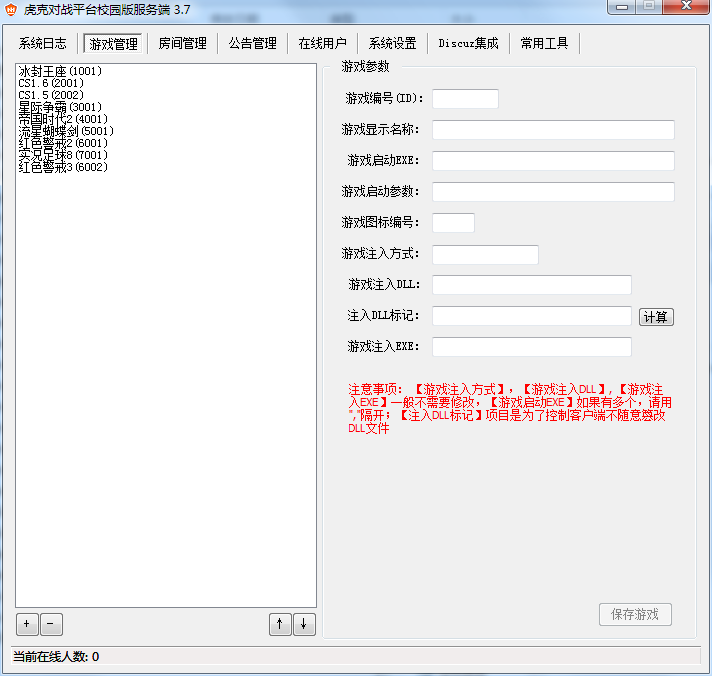 虎克对战平台校园版服务端 3.7
系统日志 游戏管理 房间管理 公告管理 在线用户 系统设置 Discuz集成 常用工具
冰封王座(1001)
CS1.6(2001)
CS1.5(2002)
星际争霸(3001)
帝国时代2(4001)
流星蝴蝶剑(5001)
红色警戒2(6001)
实况足球8(7001)
红色警戒3(6002)
游戏参数
游戏编号(ID):
游戏显示名称:
游戏启动EXE:
游戏启动参数:
游戏图标编号:
游戏注入方式:
游戏注入DLL:
注入DLL标记:
计算
游戏注入EXE:
注意事项: 【游戏注入方式】,【游戏注入DLL】,【游戏注
入EXE】一般不需要修改,【游戏启动EXE】如果有多个,请用
","隔开;【注入DLL标记】项目是为了控制客户端不随意篡改
DLL文件
+ - ↑ ↓
保存游戏
当前在线人数: 0